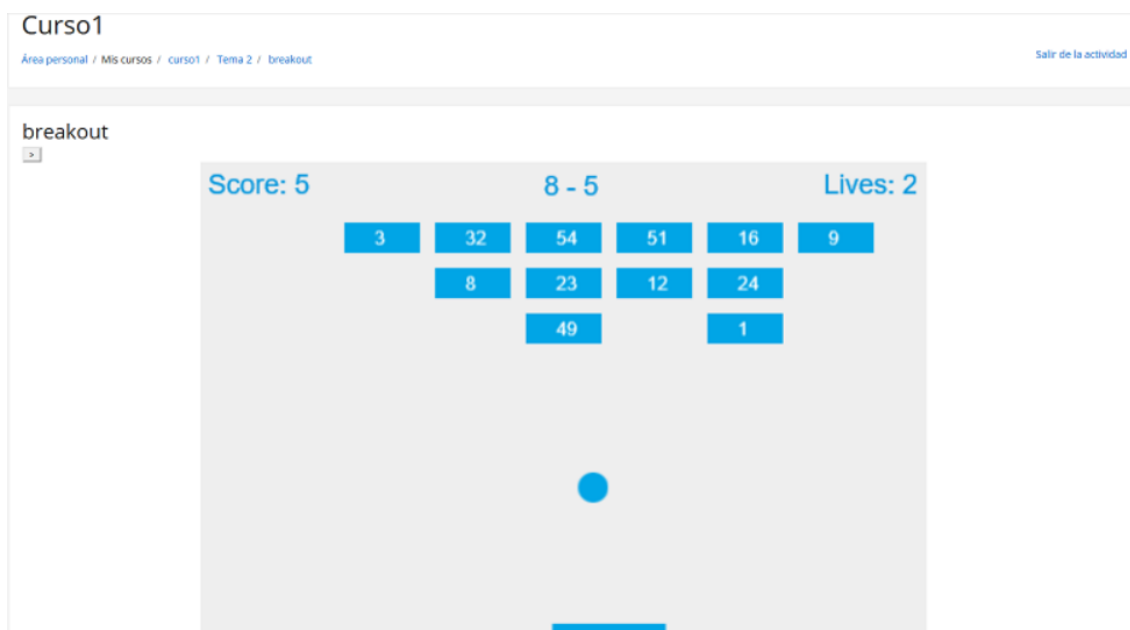 Curso1
Área personal / Mis cursos / curso1 / Tema 2 / breakout
Salir de la actividad
breakout
>
Score: 5 8 - 5 Lives: 2
3 32 54 51 16 9
8 23 12 24
49 1